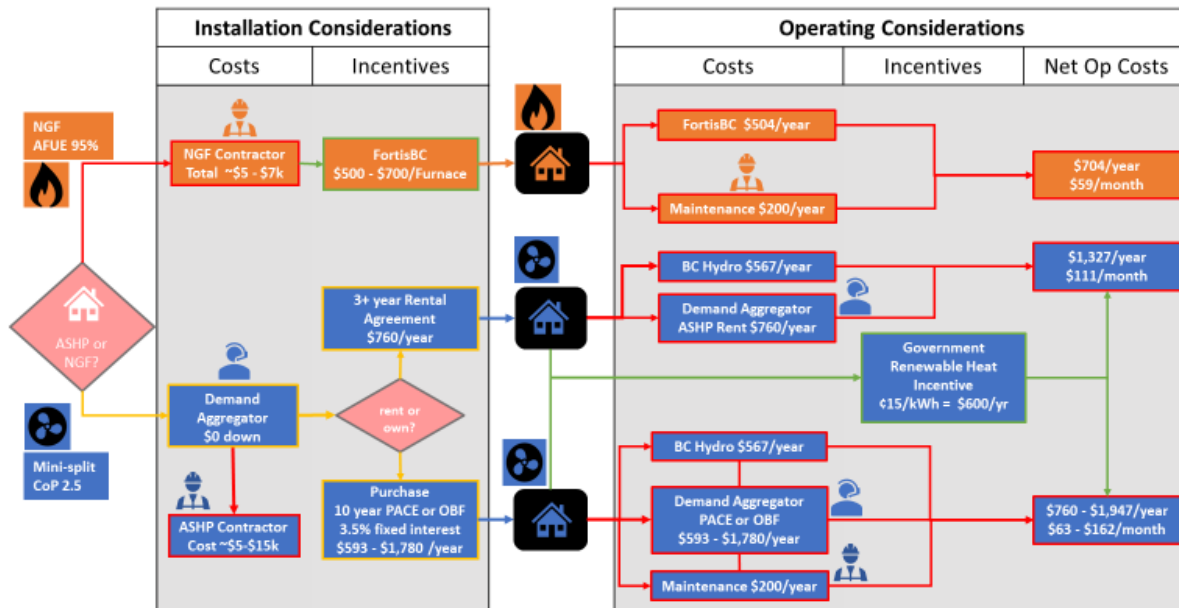 Installation Considerations
Costs
Incentives
Operating Considerations
Costs
Incentives
Net Op Costs
NGF
AFUE 95%
NGF Contractor
Total ~$5 - $7k
FortisBC
$500 - $700/Furnace
FortisBC $504/year
Maintenance $200/year
$704/year
$59/month
ASHP or
NGF?
Mini-split
CoP 2.5
Demand
Aggregator
$0 down
ASHP Contractor
Cost ~$5-$15k
3+ year Rental
Agreement
$760/year
rent or
own?
Purchase
10 year PACE or OBF
3.5% fixed interest
$593 - $1,780 /year
BC Hydro $567/year
Demand Aggregator
ASHP Rent $760/year
$1,327/year
$111/month
Government
Renewable Heat
Incentive
¢15/kWh = $600/yr
BC Hydro $567/year
Demand Aggregator
PACE or OBF
$593 - $1,780/year
Maintenance $200/year
$760 - $1,947/year
$63 - $162/month